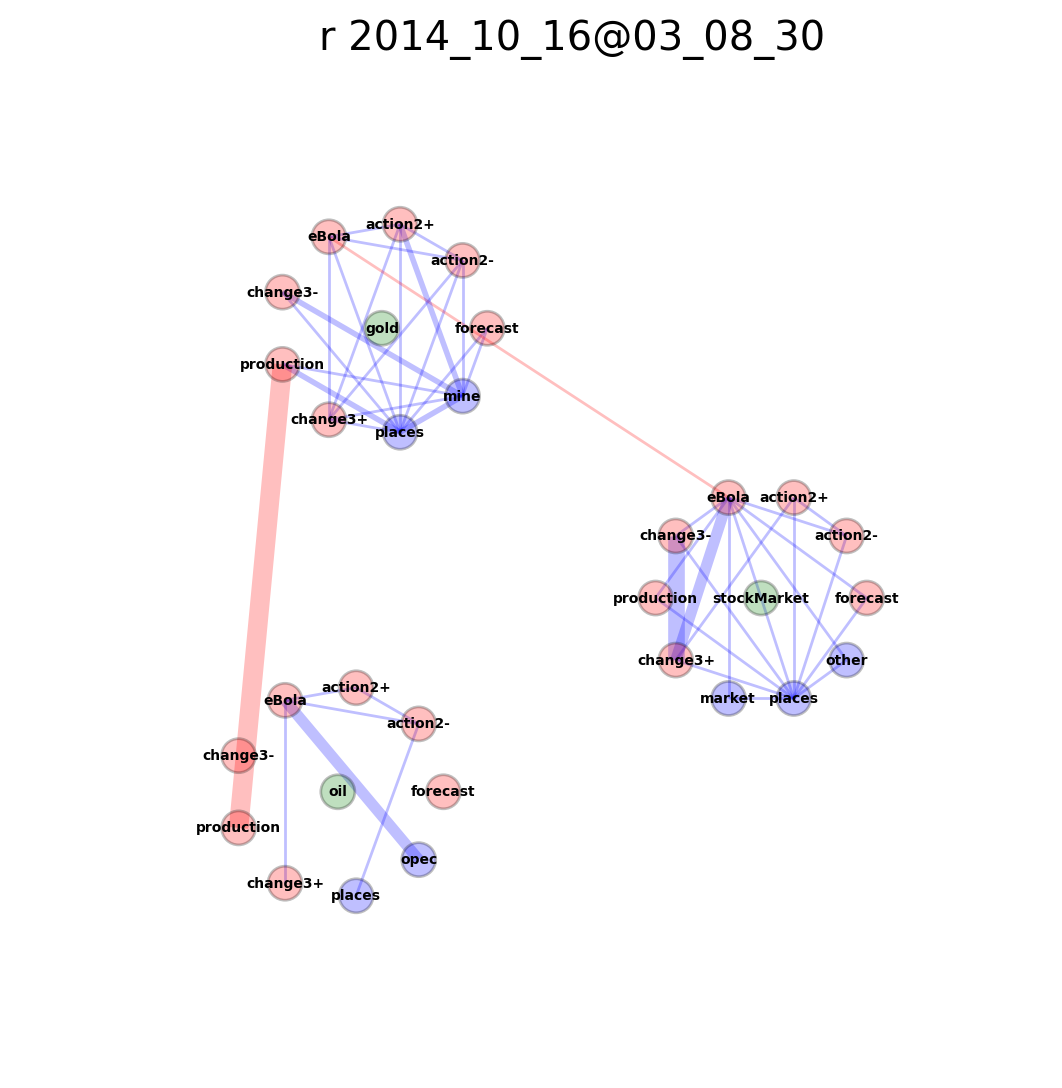 r 2014_10_16@03_08_30
action2+
eBola
action2-
change3-
gold
forecast
production
mine
change3+
places
eBola
action2+
change3-
action2-
production
stockMarket
forecast
change3+
other
market
places
action2+
eBola
action2-
change3-
oil
forecast
production
opec
change3+
places